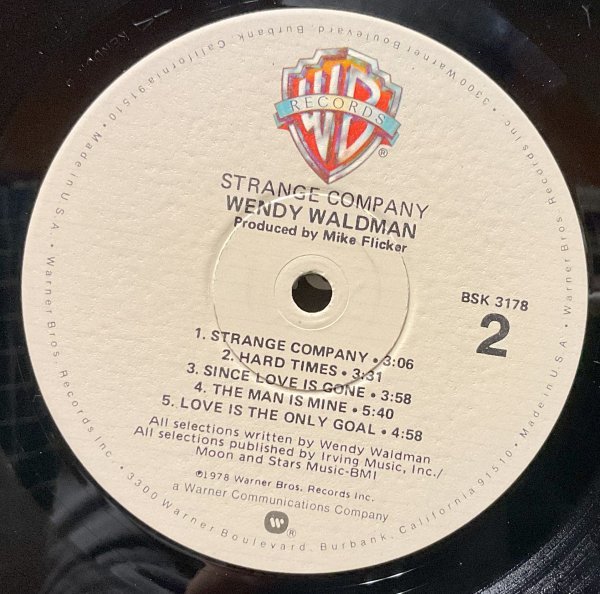 WB
RECORDS
®
STRANGE COMPANY
WENDY WALDMAN
Produced by Mike Flicker
BSK 3178
2
1. STRANGE COMPANY • 3:06
2. HARD TIMES • 3:31
3. SINCE LOVE IS GONE • 3:58
4. THE MAN IS MINE • 5:40
5. LOVE IS THE ONLY GOAL • 4:58
All selections written by Wendy Waldman
All selections published by Irving Music, Inc./
Moon and Stars Music-BMI
℗1978 Warner Bros. Records Inc.
a Warner Communications Company
W ®
Warner Bros. Records Inc. • 3300 Warner Boulevard, Burbank, California 91510 • Made in U.S.A. • Warner Bros. Records Inc. • 3300 Warner Boulevard, Burbank, California 91510 • Made in U.S.A. •